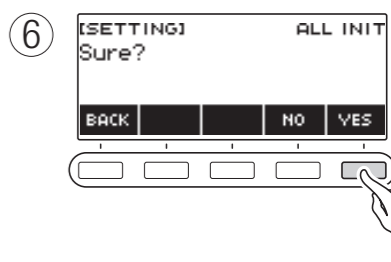 ⑥
[SETTING] ALL INIT
Sure?
BACK NO YES